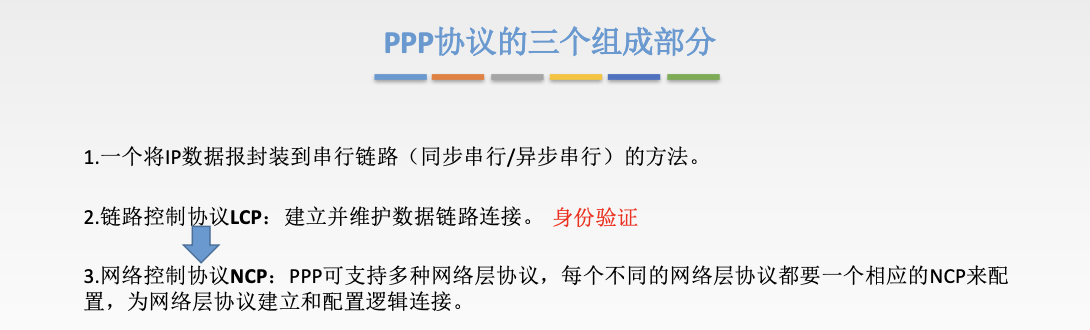 PPP协议的三个组成部分
1.一个将IP数据报封装到串行链路（同步串行/异步串行）的方法。
2.链路控制协议LCP：建立并维护数据链路连接。 身份验证
3.网络控制协议NCP：PPP可支持多种网络层协议，每个不同的网络层协议都要一个相应的NCP来配
置，为网络层协议建立和配置逻辑连接。